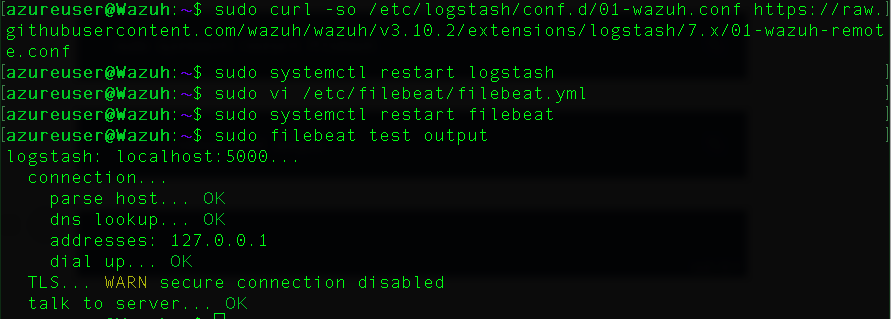 [azureuser@Wazuh:~$ sudo curl -so /etc/logstash/conf.d/01-wazuh.conf https://raw.]
githubusercontent.com/wazuh/wazuh/v3.10.2/extensions/logstash/7.x/01-wazuh-remot
e.conf
[azureuser@Wazuh:~$ sudo systemctl restart logstash ]
[azureuser@Wazuh:~$ sudo vi /etc/filebeat/filebeat.yml ]
[azureuser@Wazuh:~$ sudo systemctl restart filebeat ]
[azureuser@Wazuh:~$ sudo filebeat test output ]
logstash: localhost:5000...
connection...
parse host... OK
dns lookup... OK
addresses: 127.0.0.1
dial up... OK
TLS... WARN secure connection disabled
talk to server... OK